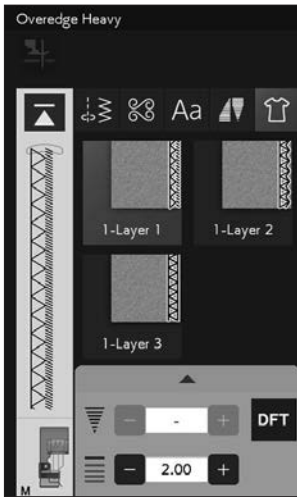 Overedge Heavy
Aa
1-Layer 1
1-Layer 2
1-Layer 3
- - +
DFT
- 2.00 +
M